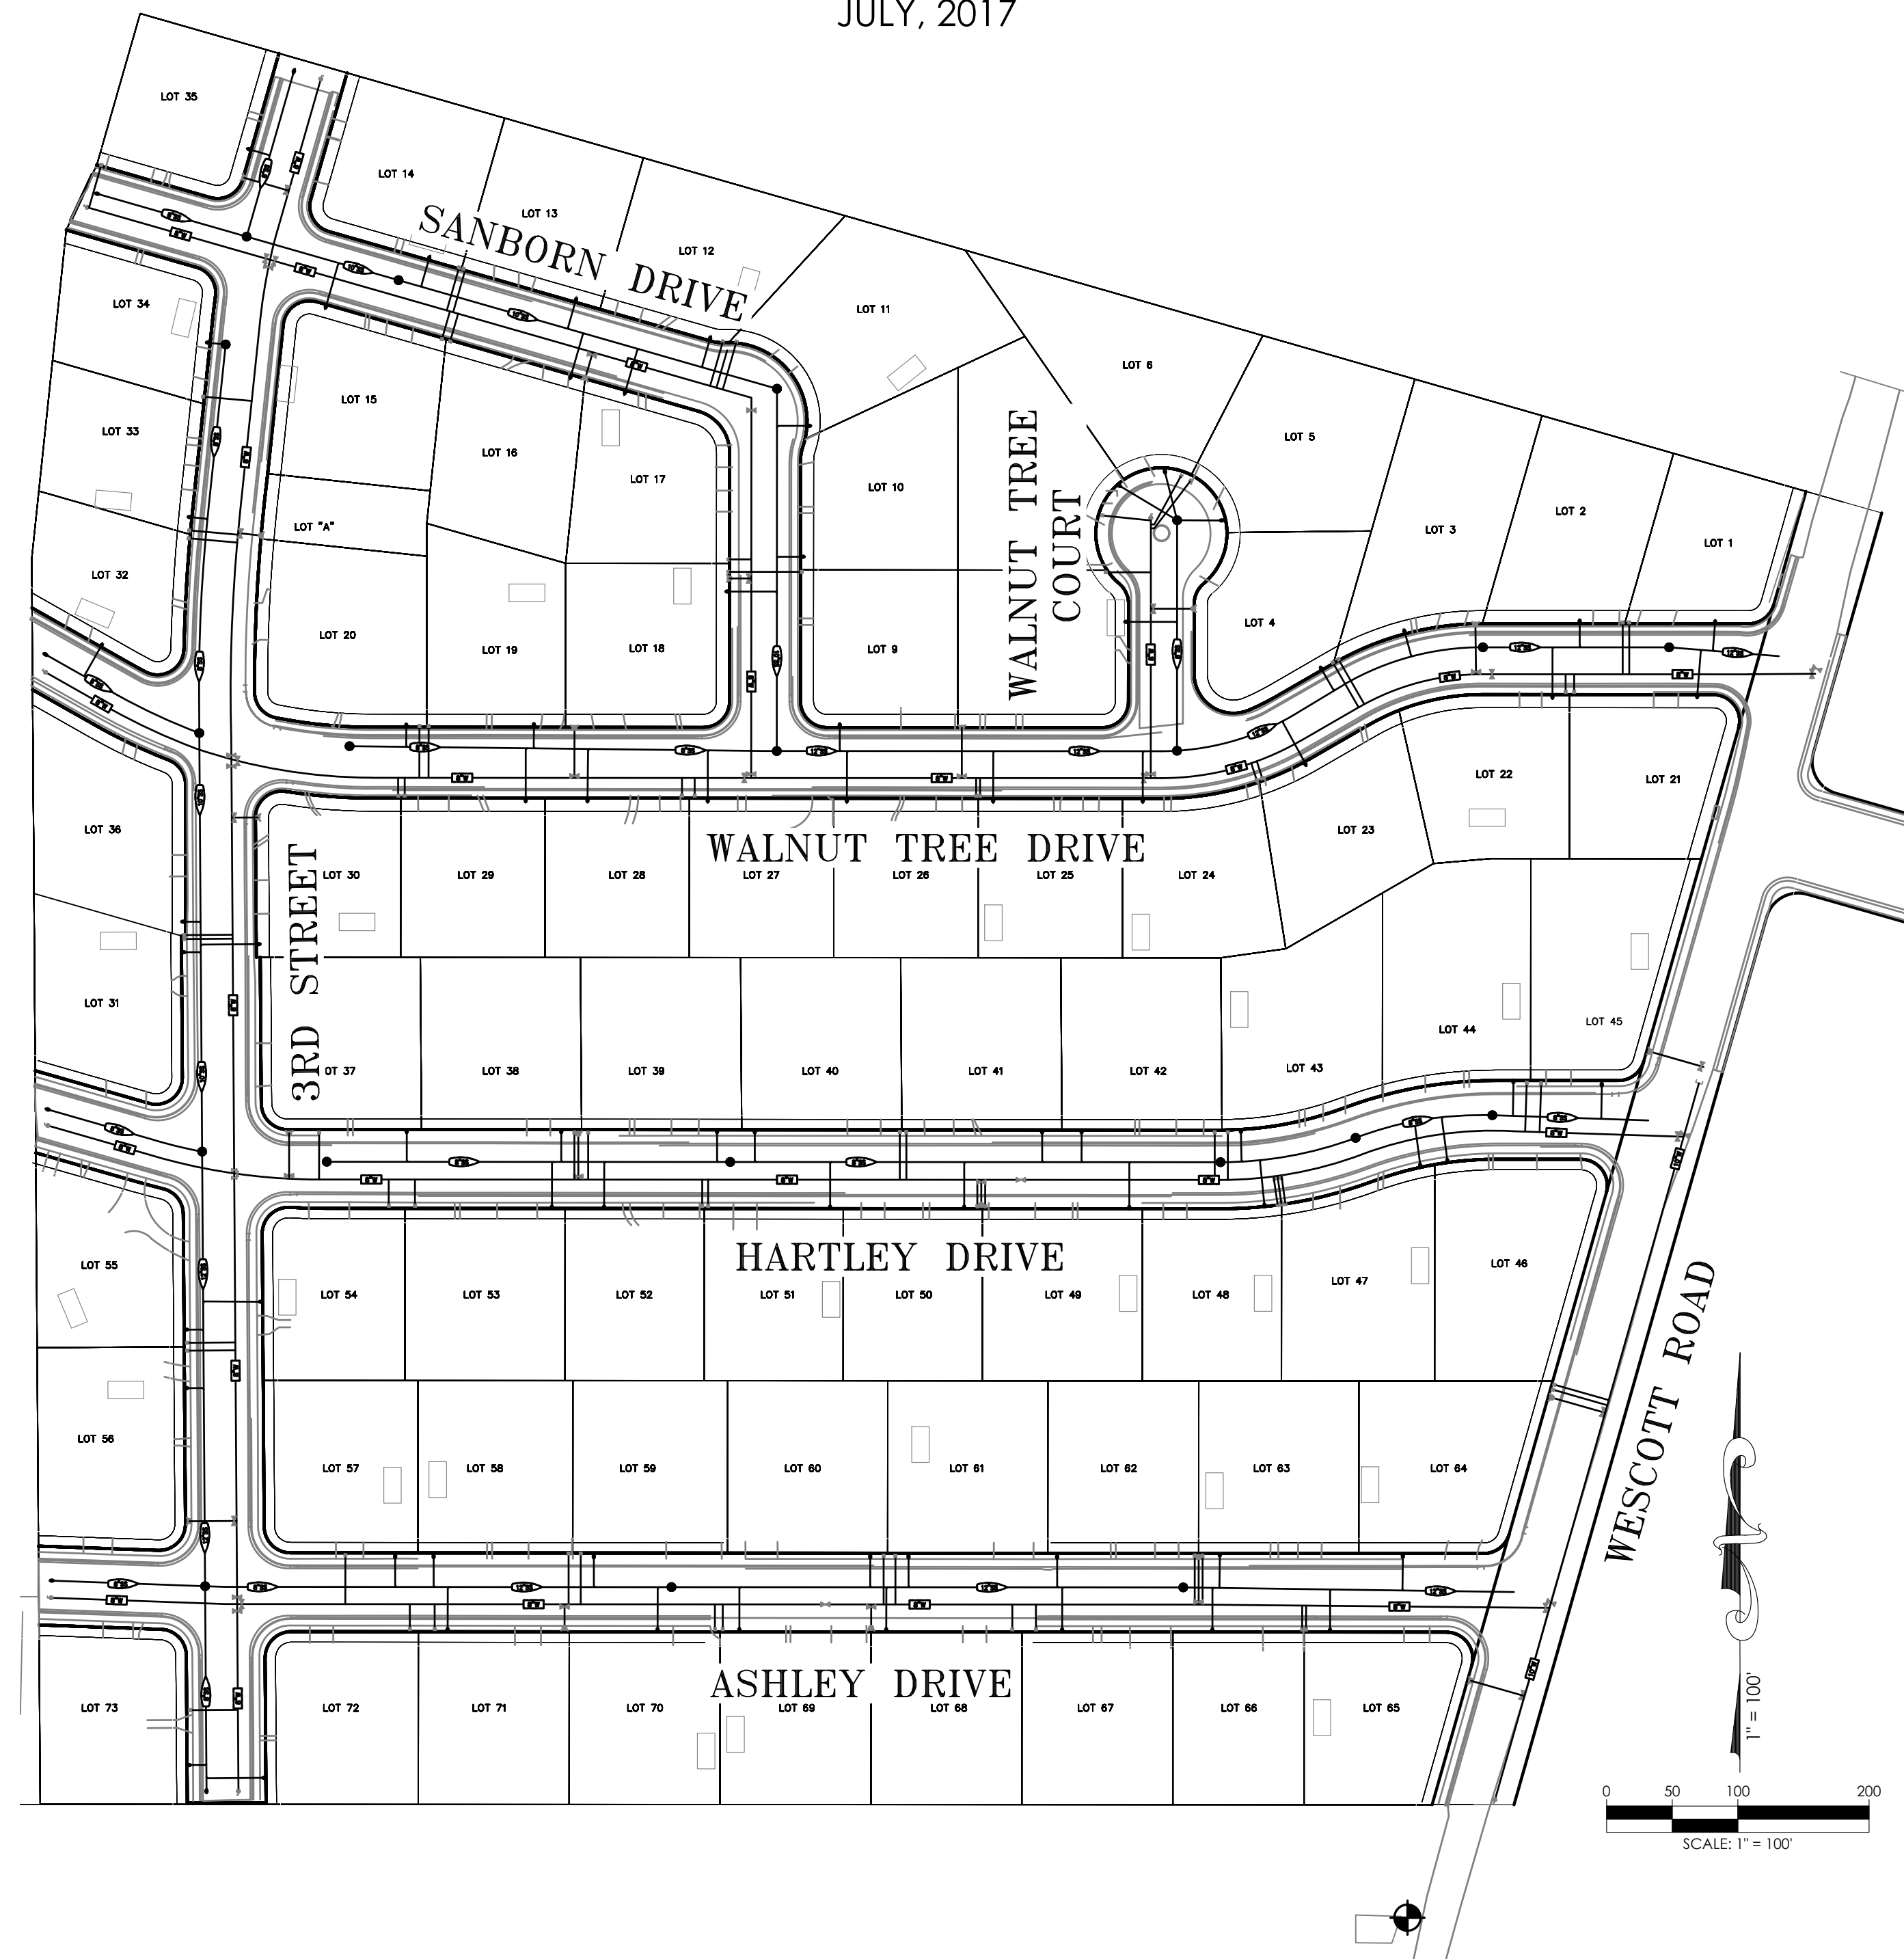 JULY, 2017
LOT 35
LOT 14
LOT 13
LOT 12
SANBORN DRIVE
LOT 11
LOT 34
LOT 6
LOT 15
LOT 33
LOT 16
LOT 17
LOT 5
LOT 10
WALNUT TREE
COURT
LOT 3
LOT 2
LOT 1
LOT "A"
LOT 32
LOT 20
LOT 19
LOT 18
LOT 9
LOT 4
LOT 36
LOT 23
LOT 22
LOT 21
WALNUT TREE DRIVE
LOT 30
LOT 29
LOT 28
LOT 27
LOT 26
LOT 25
LOT 24
3RD STREET
LOT 31
OT 37
LOT 38
LOT 39
LOT 40
LOT 41
LOT 42
LOT 43
LOT 44
LOT 45
HARTLEY DRIVE
LOT 55
LOT 54
LOT 53
LOT 52
LOT 51
LOT 50
LOT 49
LOT 48
LOT 47
LOT 46
WESCOTT ROAD
LOT 56
LOT 57
LOT 58
LOT 59
LOT 60
LOT 61
LOT 62
LOT 63
LOT 64
ASHLEY DRIVE
LOT 73
LOT 72
LOT 71
LOT 70
LOT 69
LOT 68
LOT 67
LOT 66
LOT 65
1" = 100'
0 50 100 200
SCALE: 1" = 100'